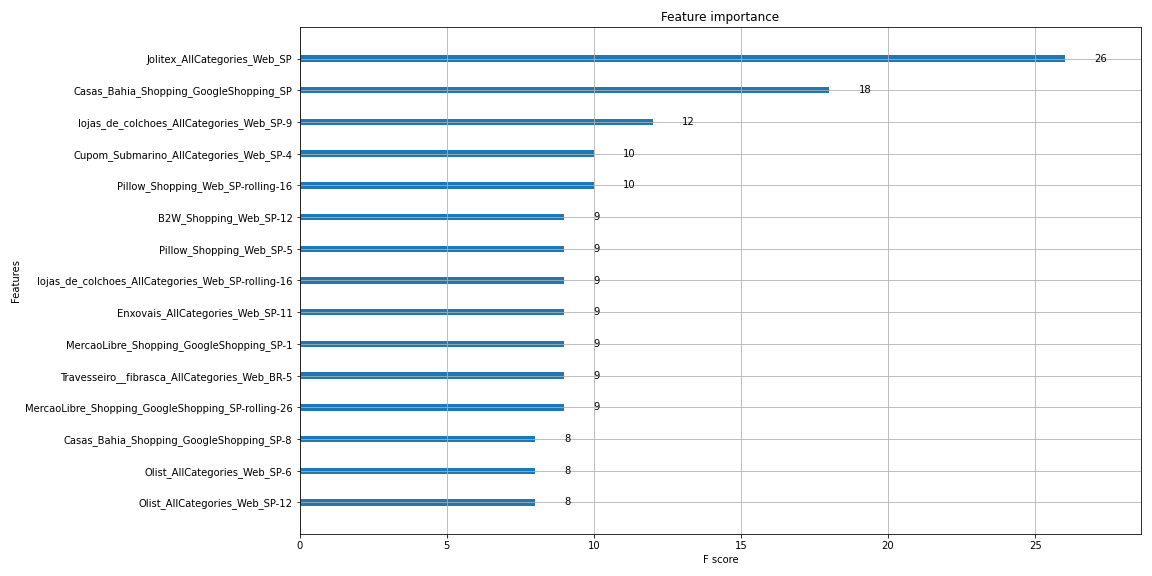 Feature importance
Features
Jolitex_AllCategories_Web_SP 26
Casas_Bahia_Shopping_GoogleShopping_SP 18
lojas_de_colchoes_AllCategories_Web_SP-9 12
Cupom_Submarino_AllCategories_Web_SP-4 10
Pillow_Shopping_Web_SP-rolling-16 10
B2W_Shopping_Web_SP-12 9
Pillow_Shopping_Web_SP-5 9
lojas_de_colchoes_AllCategories_Web_SP-rolling-16 9
Enxovais_AllCategories_Web_SP-11 9
MercaoLibre_Shopping_GoogleShopping_SP-1 9
Travesseiro__fibrasca_AllCategories_Web_BR-5 9
MercaoLibre_Shopping_GoogleShopping_SP-rolling-26 9
Casas_Bahia_Shopping_GoogleShopping_SP-8 8
Olist_AllCategories_Web_SP-6 8
Olist_AllCategories_Web_SP-12 8
0 5 10 15 20 25
F score